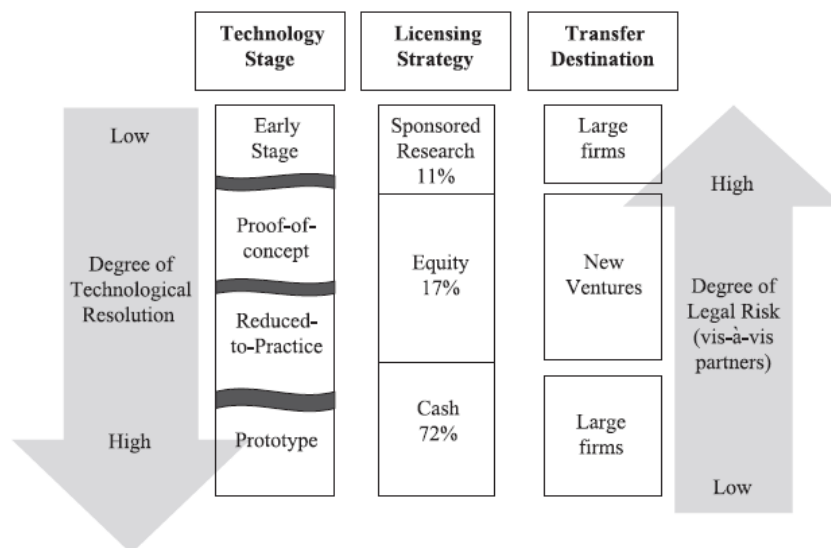 Technology
Stage
Licensing
Strategy
Transfer
Destination
Low
Degree of
Technological
Resolution
High
Early
Stage
Proof-of-
concept
Reduced-
to-Practice
Prototype
Sponsored
Research
11%
Equity
17%
Cash
72%
Large
firms
New
Ventures
Large
firms
High
Degree of
Legal Risk
(vis-à-vis
partners)
Low